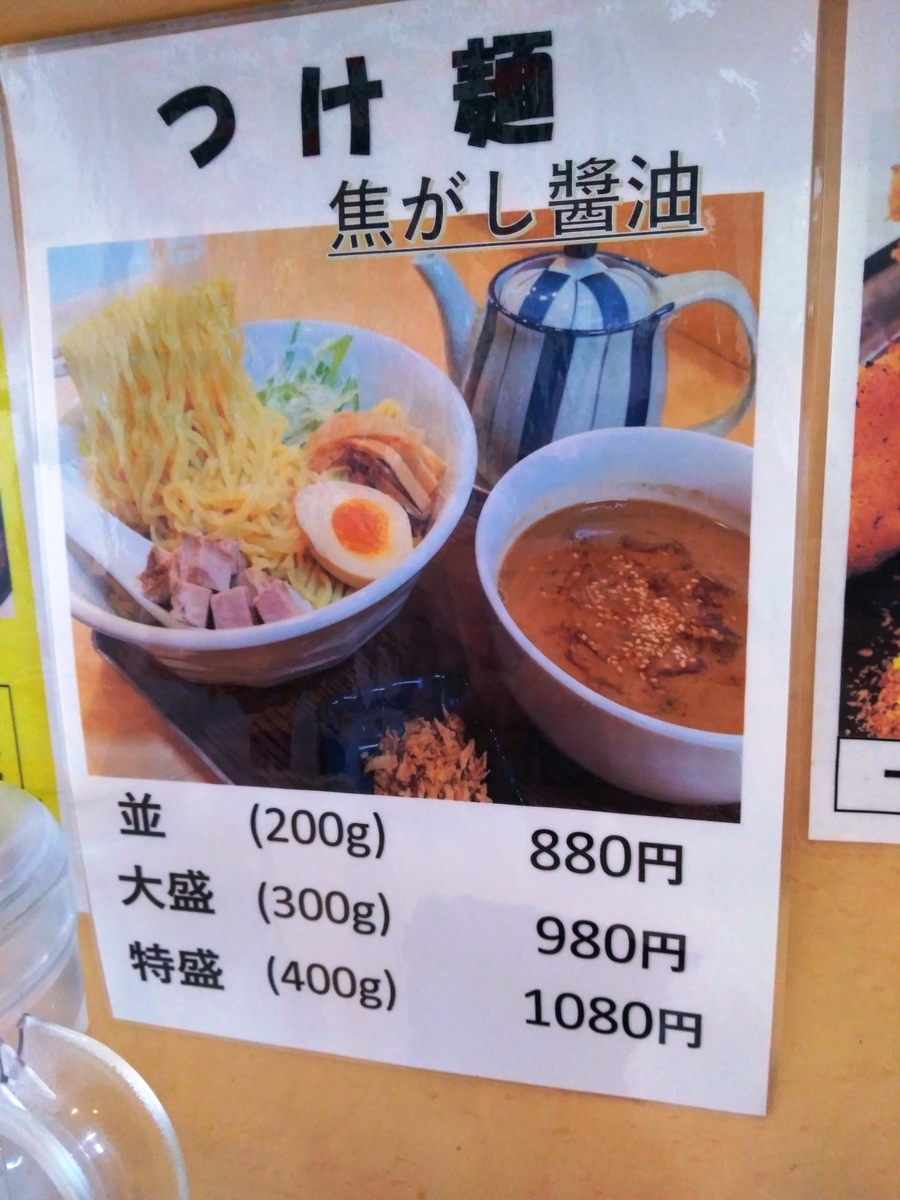 つけ麺
焦がし醬油
並 (200g) 880円
大盛 (300g) 980円
特盛 (400g) 1080円